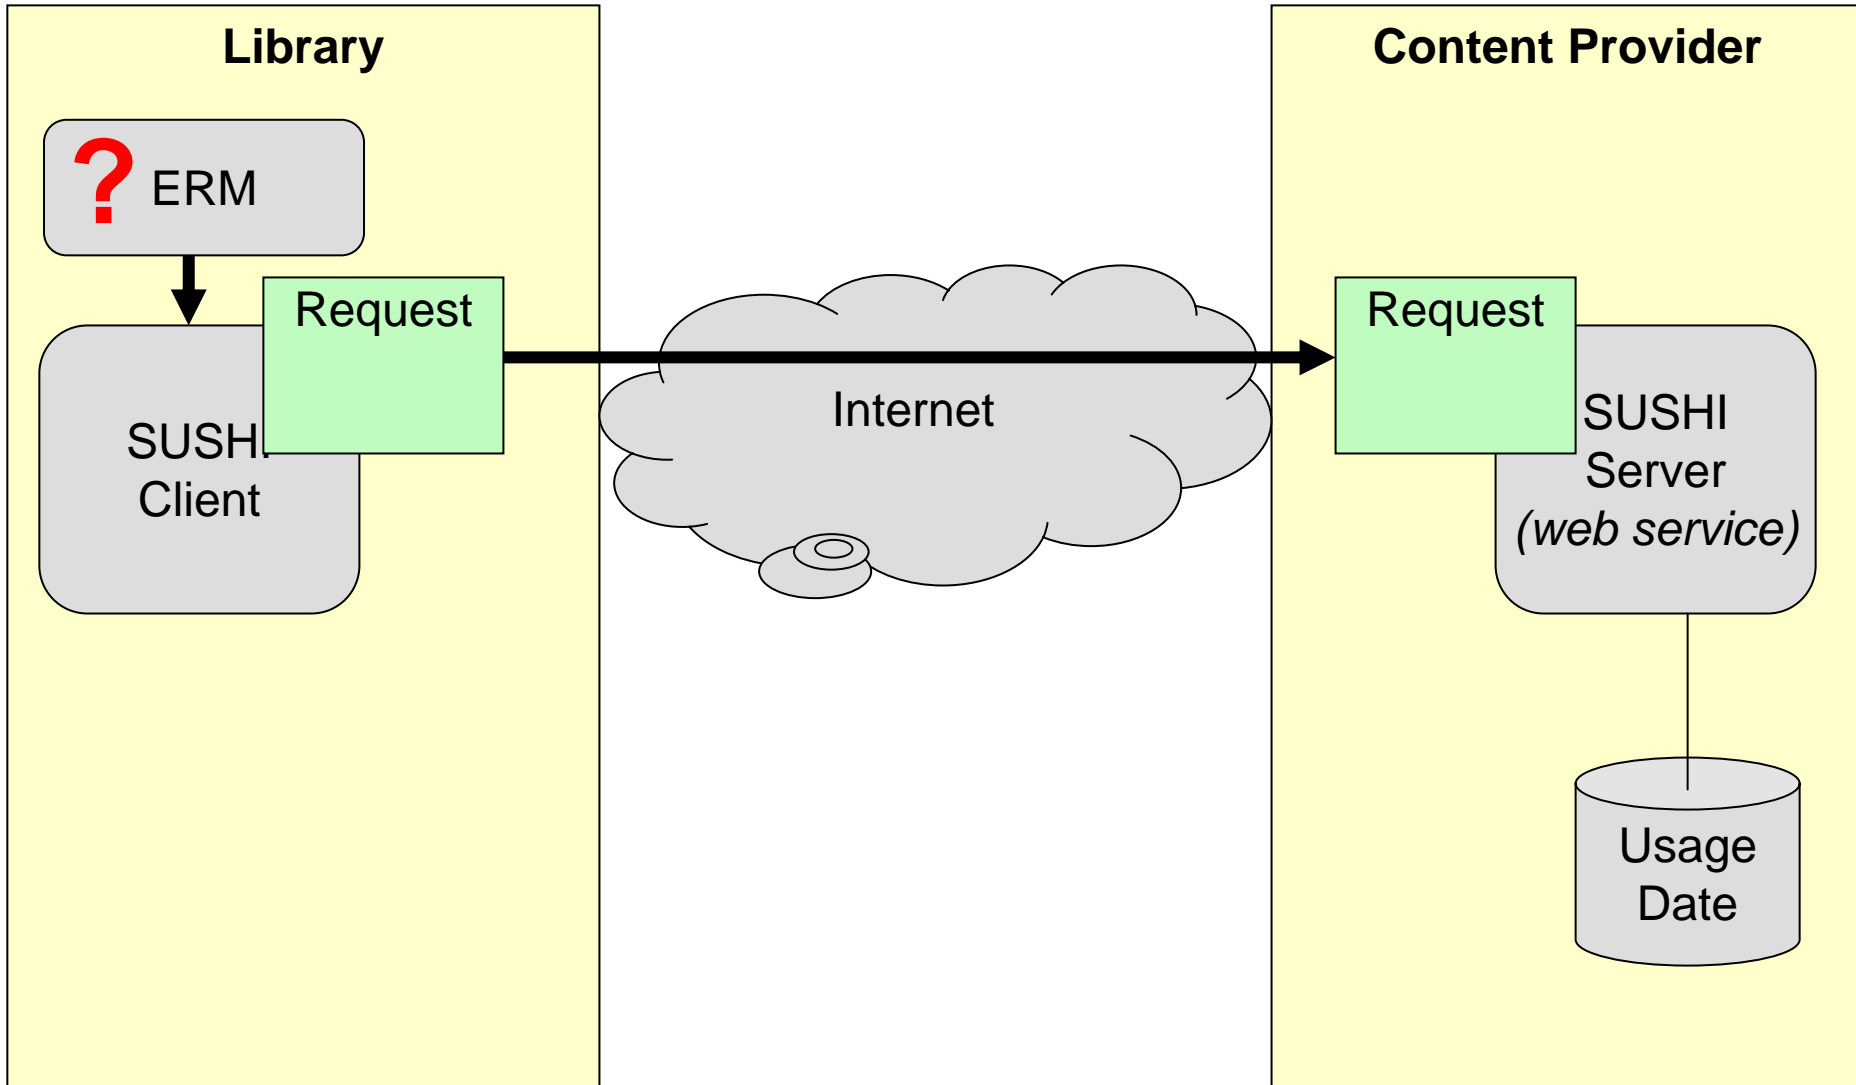 Library
? ERM
Request
SUSHI
Client
Internet
Content Provider
Request
SUSHI
Server
(web service)
Usage
Date